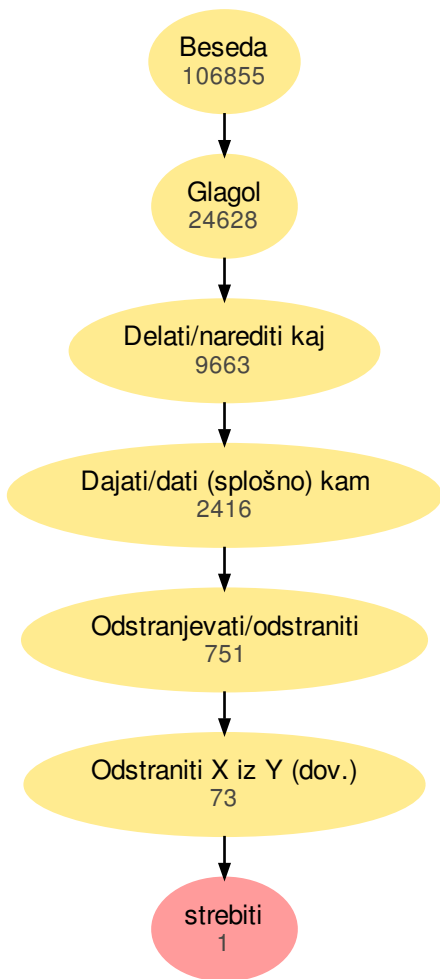 Beseda
106855
Glagol
24628
Delati/narediti kaj
9663
Dajati/dati (splošno) kam
2416
Odstranjevati/odstraniti
751
Odstraniti X iz Y (dov.)
73
strebiti
1